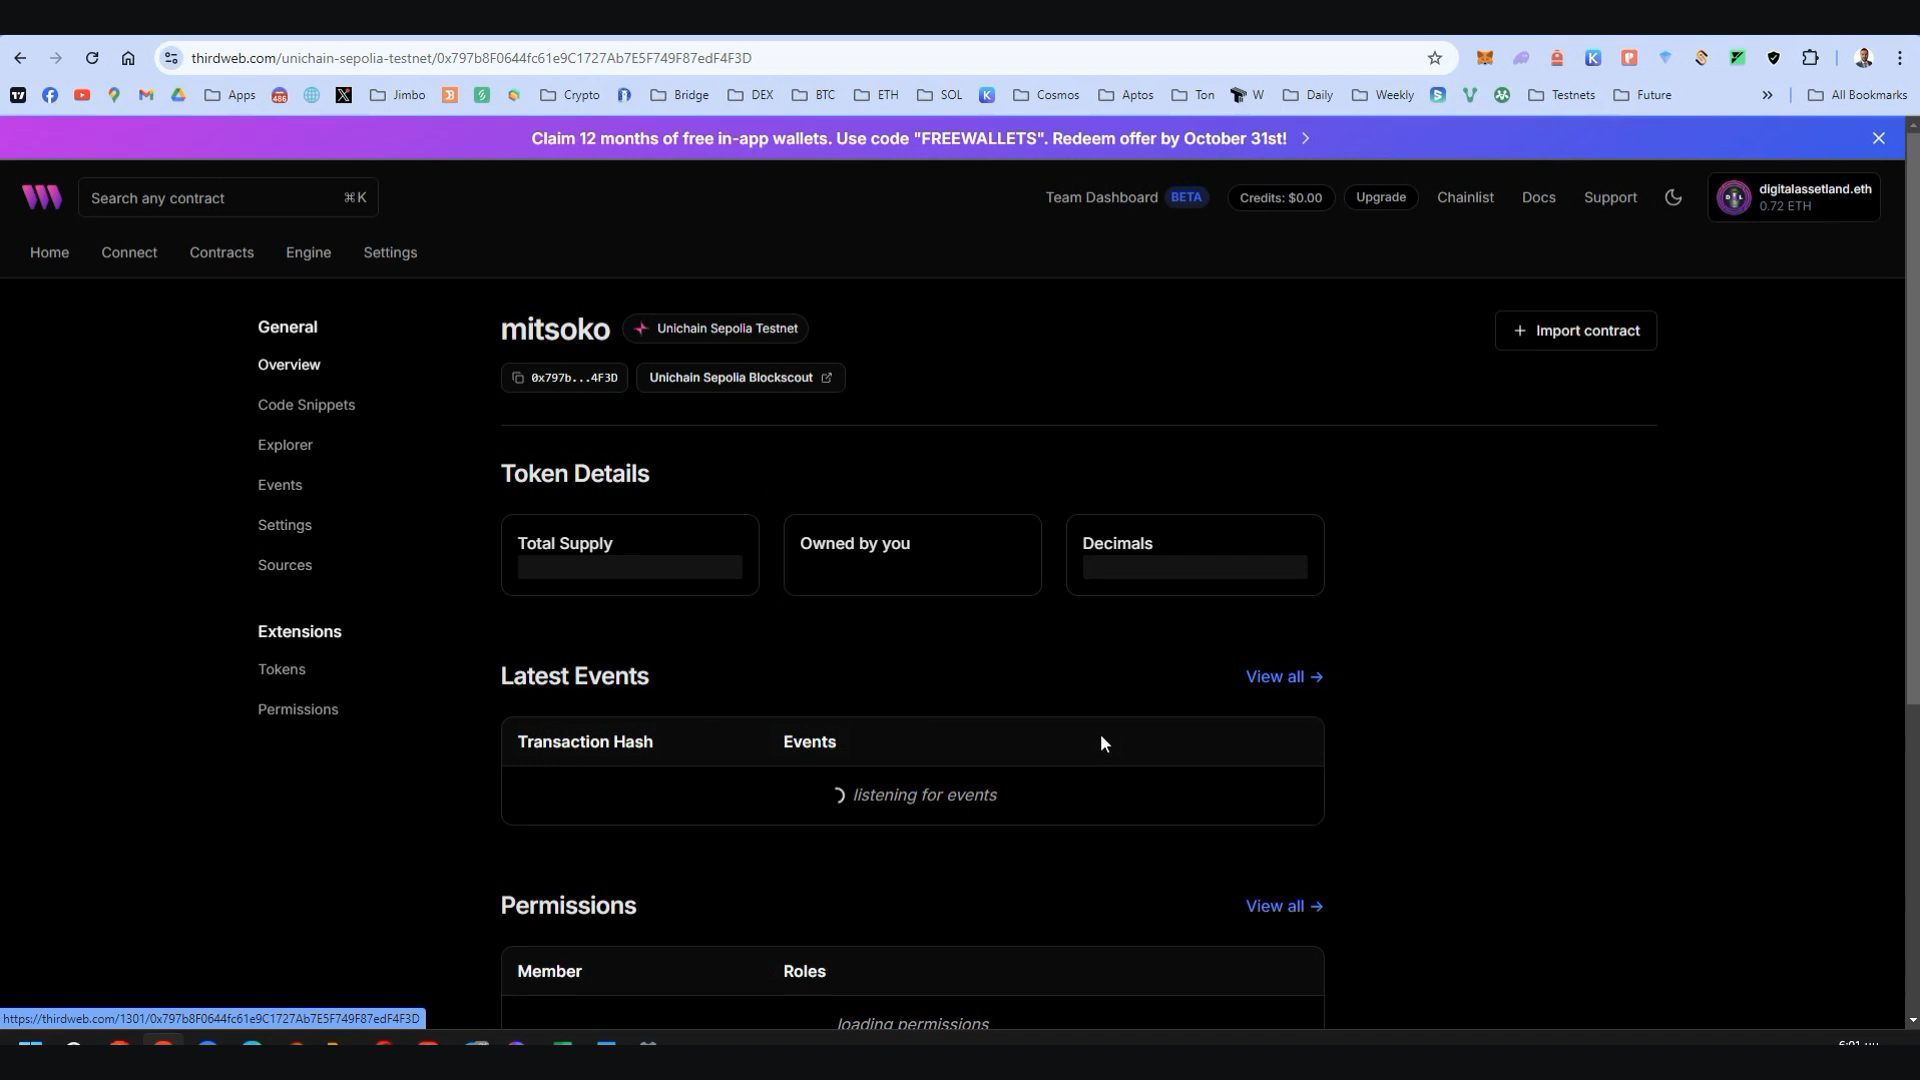 thirdweb.com/unichain-sepolia-testnet/0x797b8F0644fc61e9C1727Ab7E5F749F87edF4F3D
Apps
Jimbo
Crypto
Bridge
DEX
BTC
ETH
SOL
Cosmos
Aptos
Ton
W
Daily
Weekly
Testnets
Future
All Bookmarks
Claim 12 months of free in-app wallets. Use code "FREEWALLETS". Redeem offer by October 31st!
Search any contract
⌘K
Team Dashboard BETA
Credits: $0.00
Upgrade
Chainlist
Docs
Support
digitalassetland.eth
0.72 ETH
Home
Connect
Contracts
Engine
Settings
General
Overview
Code Snippets
Explorer
Events
Settings
Sources
Extensions
Tokens
Permissions
mitsoko
Unichain Sepolia Testnet
+ Import contract
0x797b...4F3D
Unichain Sepolia Blockscout
Token Details
Total Supply
Owned by you
Decimals
Latest Events
View all →
Transaction Hash
Events
listening for events
Permissions
View all →
Member
Roles
loading permissions
https://thirdweb.com/1301/0x797b8F0644fc61e9C1727Ab7E5F749F87edF4F3D